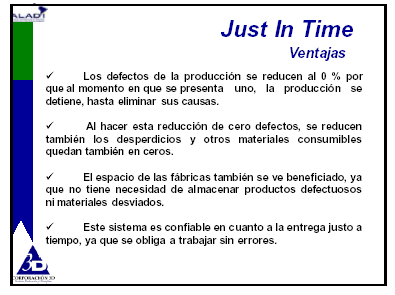 ALADI
Just In Time
Ventajas
✓ Los defectos de la producción se reducen al 0 % por
que al momento en que se presenta uno, la producción se
detiene, hasta eliminar sus causas.
✓ Al hacer esta reducción de cero defectos, se reducen
también los desperdicios y otros materiales consumibles
quedan también en ceros.
✓ El espacio de las fábricas también se ve beneficiado, ya
que no tiene necesidad de almacenar productos defectuosos
ni materiales desviados.
✓ Este sistema es confiable en cuanto a la entrega justo a
tiempo, ya que se obliga a trabajar sin errores.
3D
CORPORACIÓN 3D